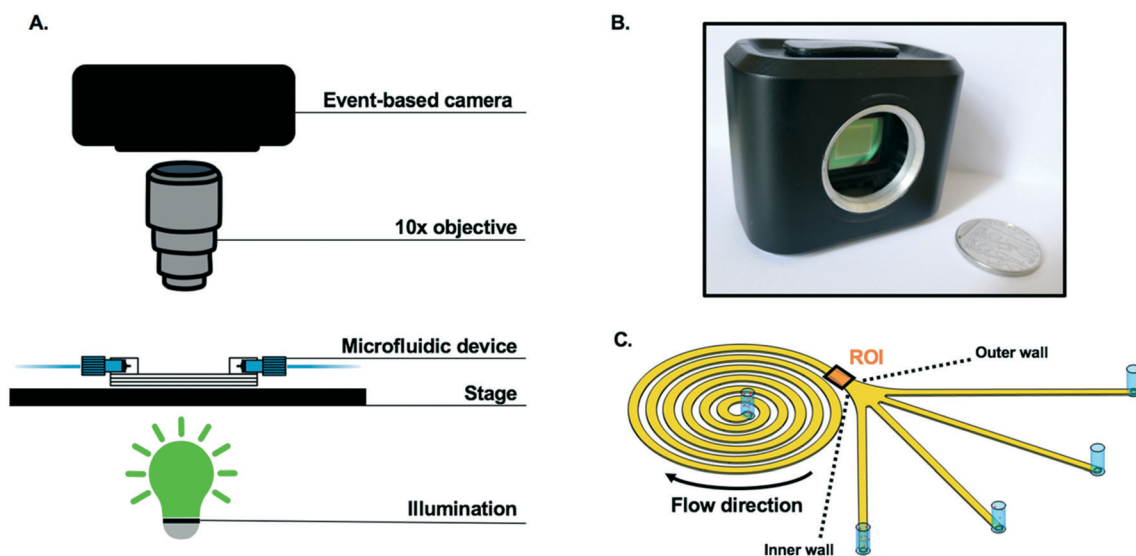 A.
Event-based camera
10x objective
Microfluidic device
Stage
Illumination
B.
C.
ROI
Outer wall
Flow direction
Inner wall